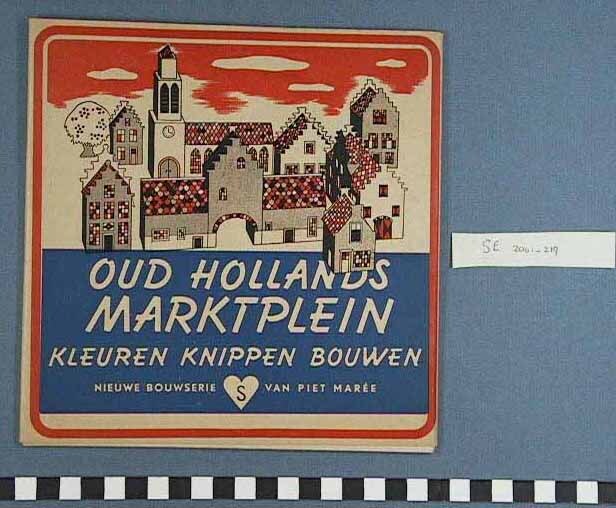 OUD HOLLANDS
MARKTPLEIN
KLEUREN KNIPPEN BOUWEN
NIEUWE BOUWSERIE S VAN PIET MARÉE
SE 2001-219